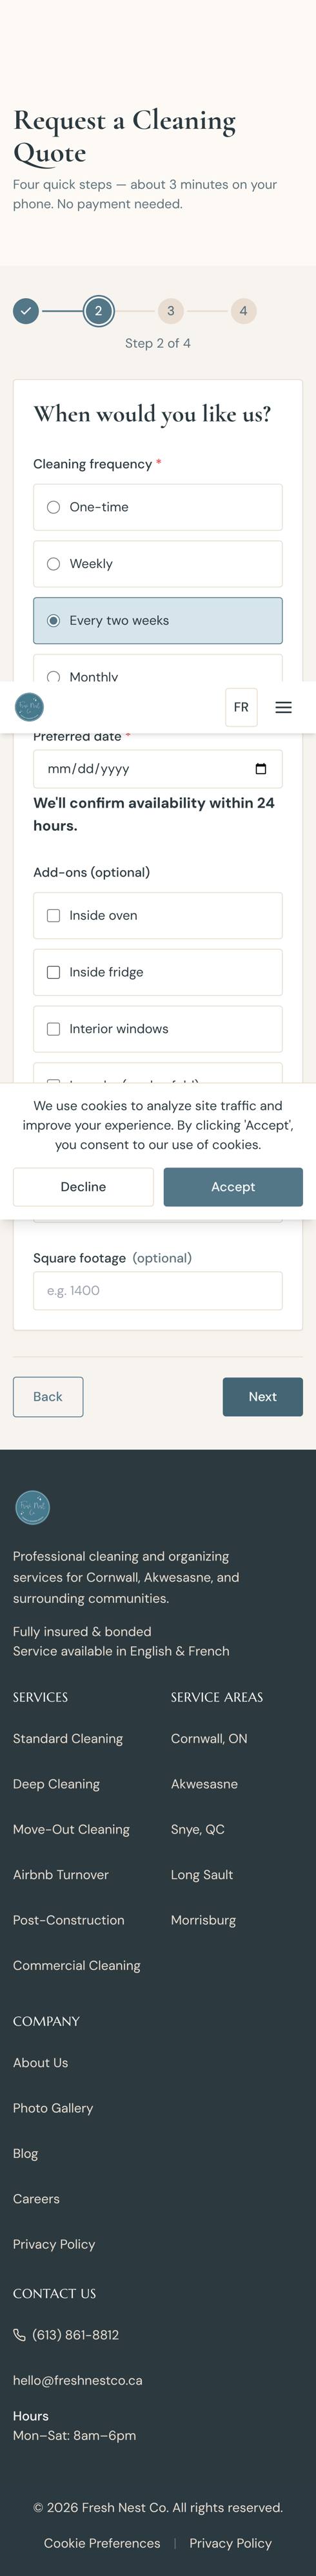 Request a Cleaning
Quote
Four quick steps — about 3 minutes on your
phone. No payment needed.
2
3
4
Step 2 of 4
When would you like us?
Cleaning frequency *
One-time
Weekly
Every two weeks
Monthly
FR
Preferred date *
mm/dd/yyyy
We'll confirm availability within 24
hours.
Add-ons (optional)
Inside oven
Inside fridge
Interior windows
We use cookies to analyze site traffic and
improve your experience. By clicking 'Accept',
you consent to our use of cookies.
Decline
Accept
Square footage (optional)
e.g. 1400
Back
Next
Professional cleaning and organizing
services for Cornwall, Akwesasne, and
surrounding communities.
Fully insured & bonded
Service available in English & French
SERVICES
Standard Cleaning
Deep Cleaning
Move-Out Cleaning
Airbnb Turnover
Post-Construction
Commercial Cleaning
SERVICE AREAS
Cornwall, ON
Akwesasne
Snye, QC
Long Sault
Morrisburg
COMPANY
About Us
Photo Gallery
Blog
Careers
Privacy Policy
CONTACT US
(613) 861-8812
hello@freshnestco.ca
Hours
Mon–Sat: 8am–6pm
© 2026 Fresh Nest Co. All rights reserved.
Cookie Preferences | Privacy Policy